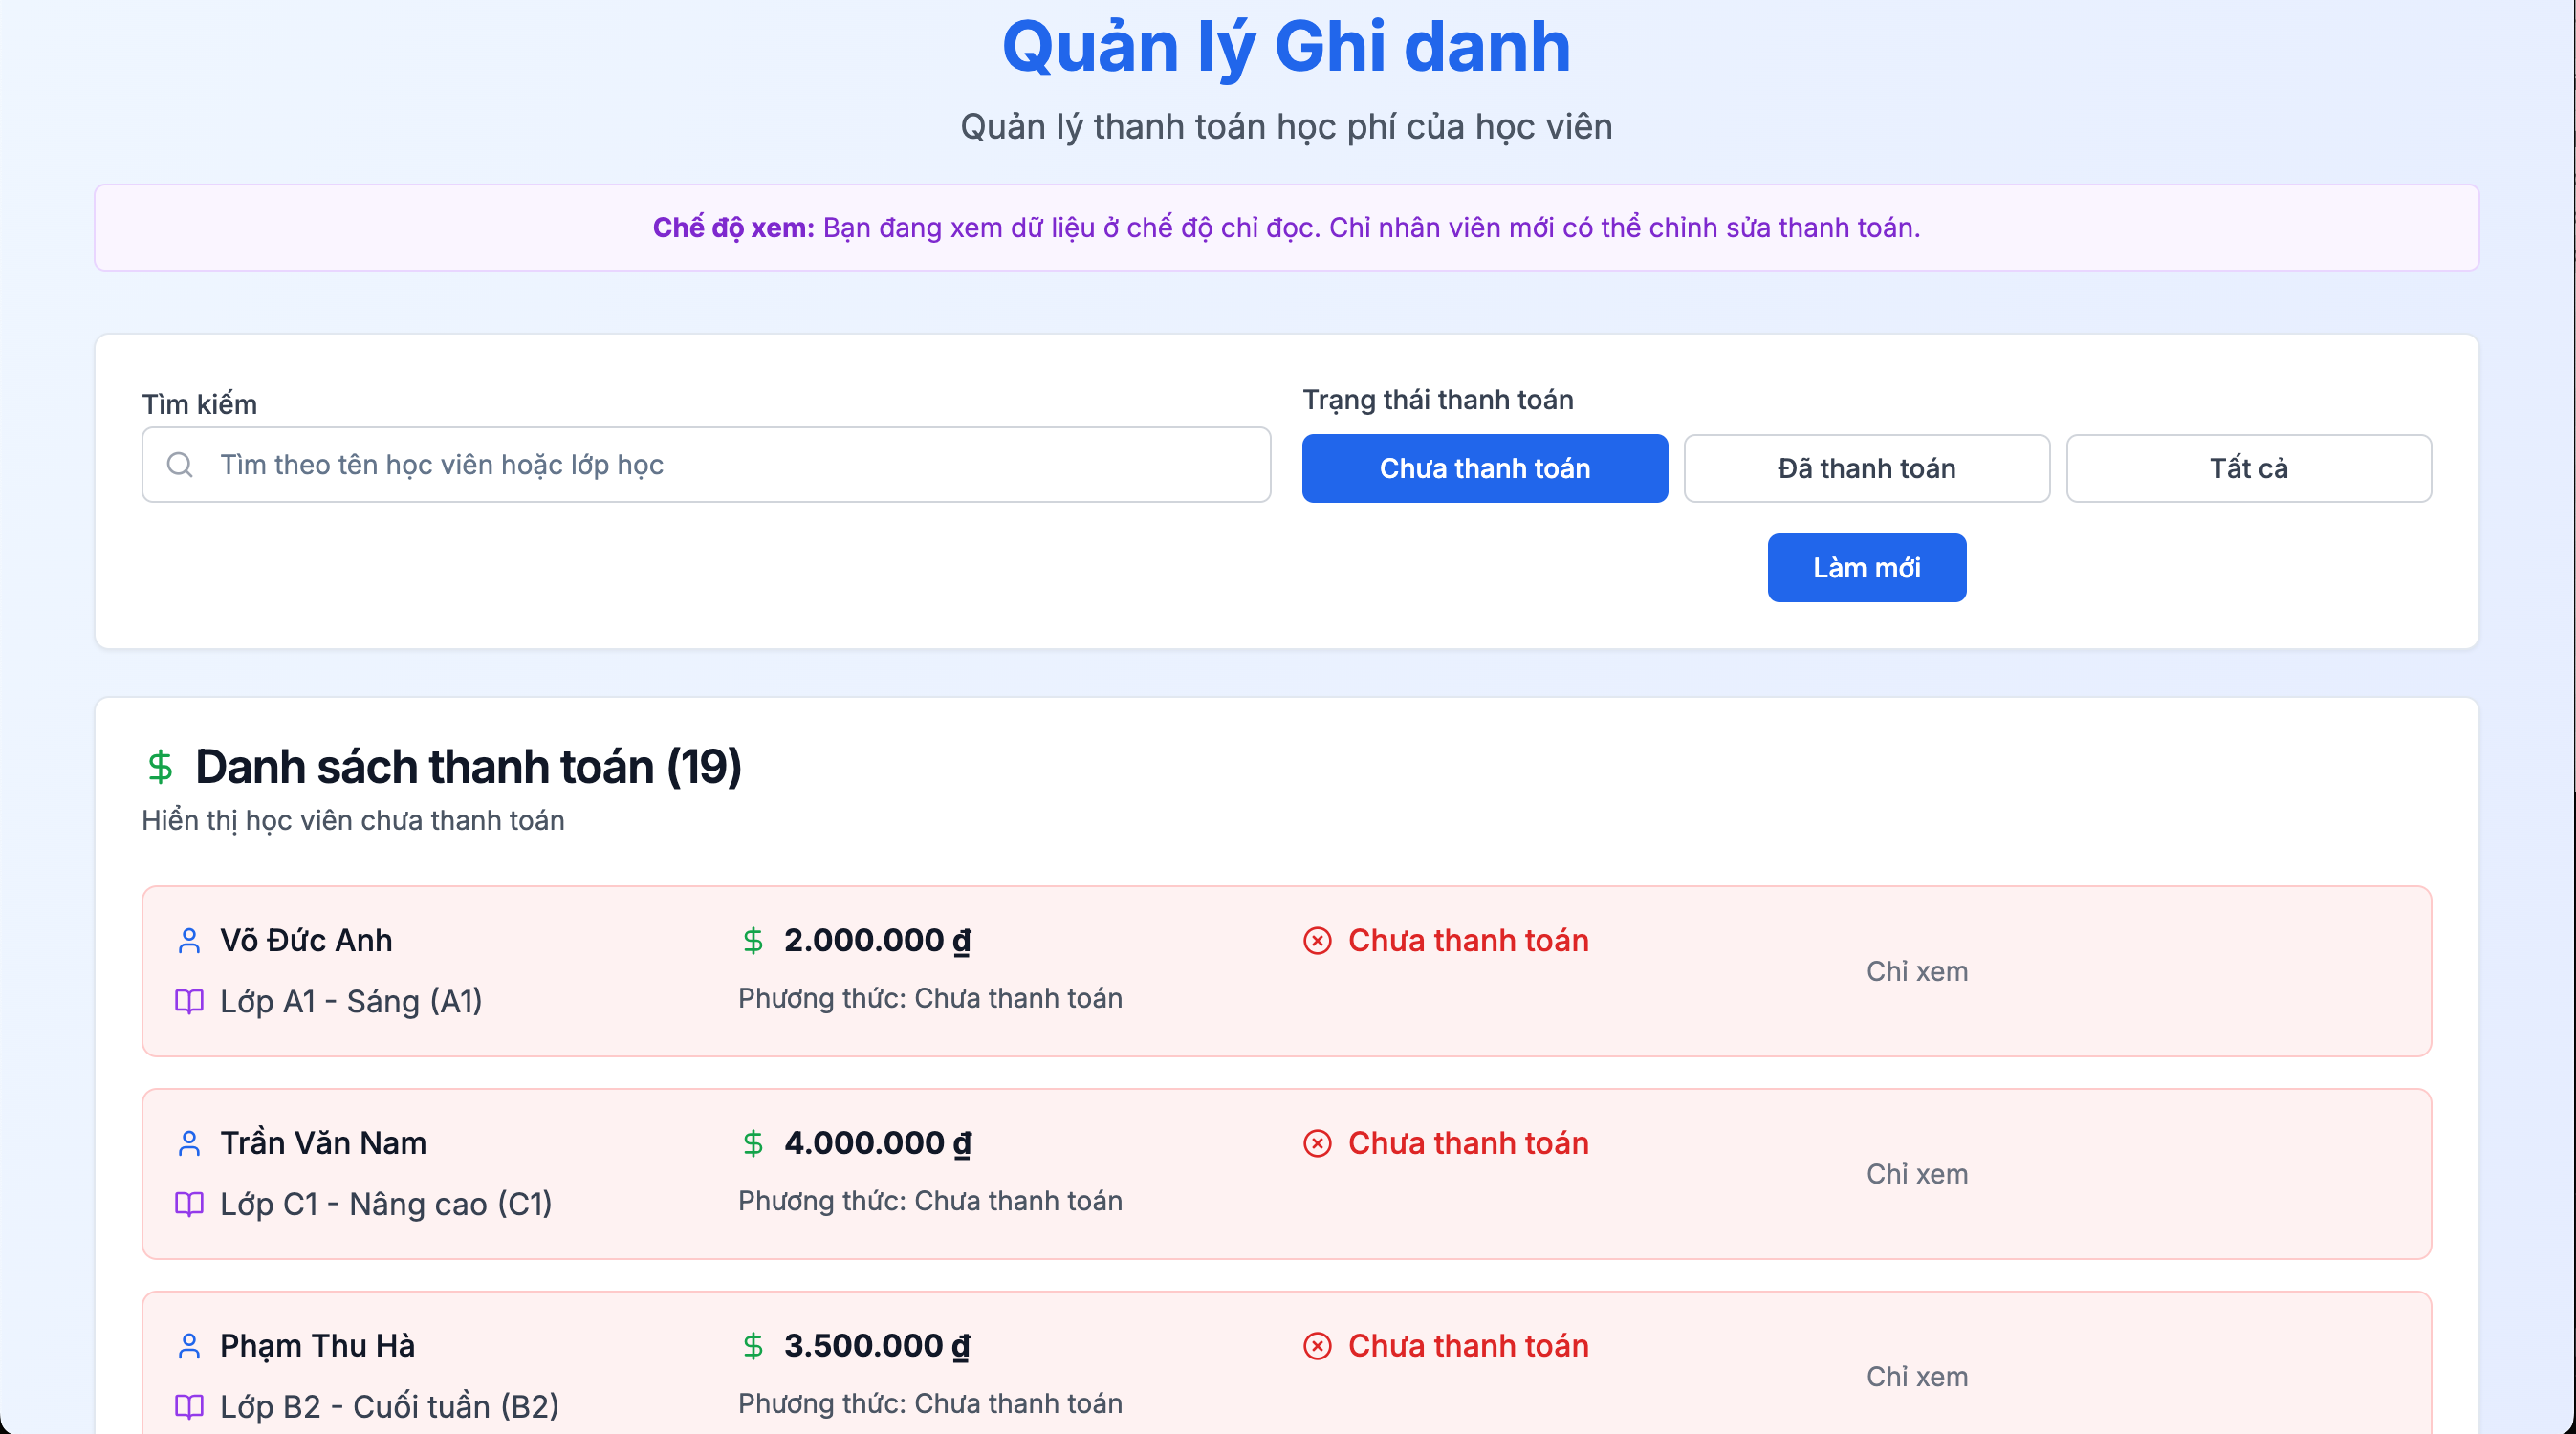 Quản lý Ghi danh
Quản lý thanh toán học phí của học viên
Chế độ xem: Bạn đang xem dữ liệu ở chế độ chỉ đọc. Chỉ nhân viên mới có thể chỉnh sửa thanh toán.
Tìm kiếm
Tìm theo tên học viên hoặc lớp học
Trạng thái thanh toán
Chưa thanh toán
Đã thanh toán
Tất cả
Làm mới
Danh sách thanh toán (19)
Hiển thị học viên chưa thanh toán
Võ Đức Anh
Lớp A1 - Sáng (A1)
2.000.000 ₫
Phương thức: Chưa thanh toán
Chưa thanh toán
Chỉ xem
Trần Văn Nam
Lớp C1 - Nâng cao (C1)
4.000.000 ₫
Phương thức: Chưa thanh toán
Chưa thanh toán
Chỉ xem
Phạm Thu Hà
Lớp B2 - Cuối tuần (B2)
3.500.000 ₫
Phương thức: Chưa thanh toán
Chưa thanh toán
Chỉ xem